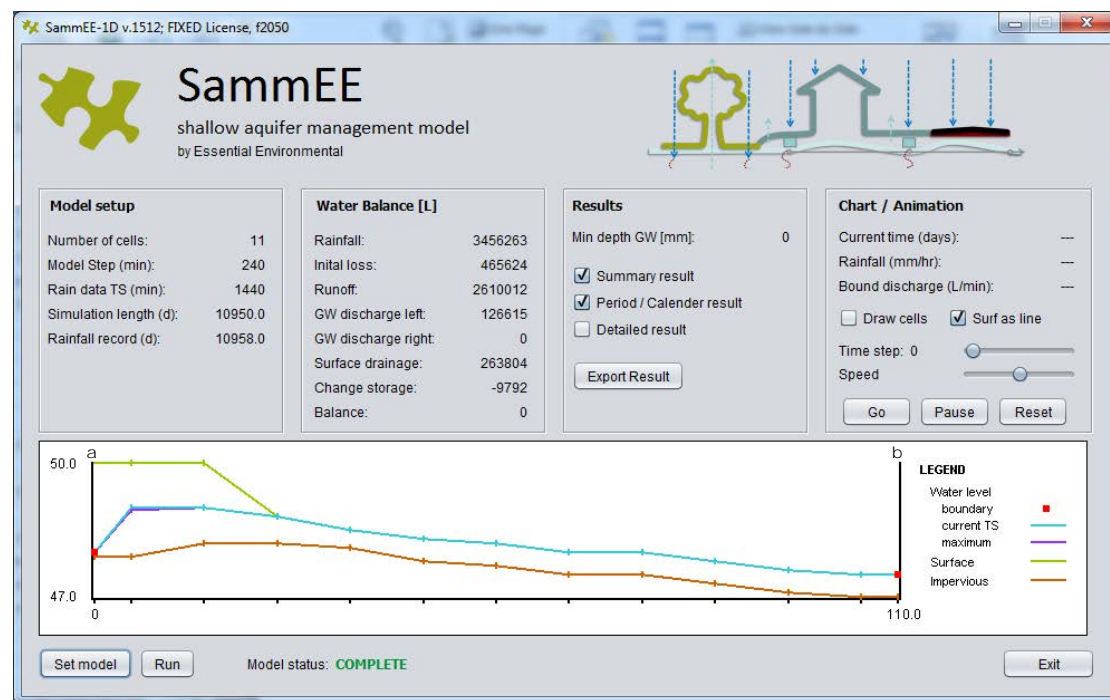 SammEE-1D v.1512; FIXED License, f2050
SammEE
shallow aquifer management model
by Essential Environmental
Model setup
Number of cells: 11
Model Step (min): 240
Rain data TS (min): 1440
Simulation length (d): 10950.0
Rainfall record (d): 10958.0
Water Balance [L]
Rainfall: 3456263
Inital loss: 465624
Runoff: 2610012
GW discharge left: 126615
GW discharge right: 0
Surface drainage: 263804
Change storage: -9792
Balance: 0
Results
Min depth GW [mm]: 0
Summary result
Period / Calender result
Detailed result
Export Result
Chart / Animation
Current time (days): ---
Rainfall (mm/hr): ---
Bound discharge (L/min): ---
Draw cells Surf as line
Time step: 0
Speed
Go Pause Reset
a b
50.0
47.0
0 110.0
LEGEND
Water level
boundary
current TS
maximum
Surface
Impervious
Set model Run Model status: COMPLETE Exit